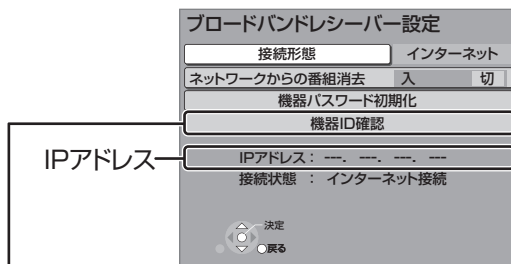 ブロードバンドレシーバー設定
接続形態 インターネット
ネットワークからの番組消去 入 切
機器パスワード初期化
機器ID確認
IPアドレス
IPアドレス : ---. ---. ---. ---
接続状態 : インターネット接続
決定
戻る